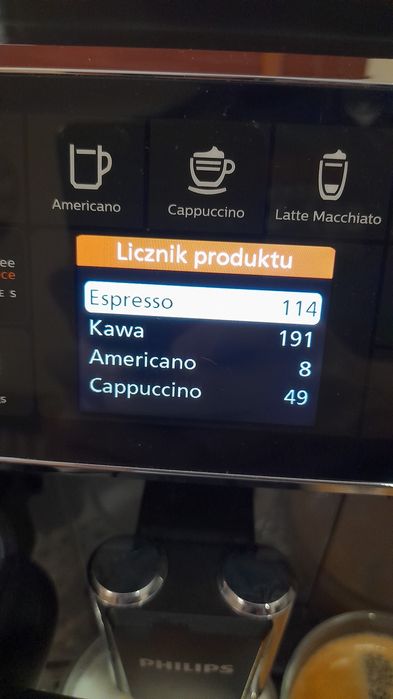 Americano
Cappuccino
Latte Macchiato
Licznik produktu
Espresso 114
Kawa 191
Americano 8
Cappuccino 49
PHILIPS